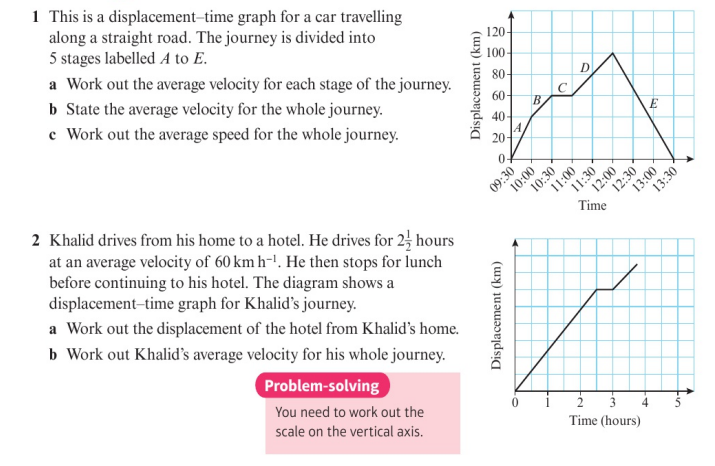 1 This is a displacement–time graph for a car travelling
along a straight road. The journey is divided into
5 stages labelled A to E.
a Work out the average velocity for each stage of the journey.
b State the average velocity for the whole journey.
c Work out the average speed for the whole journey.
Displacement (km)
120
100
80
60
40
20
0
A
B
C
D
E
09:30
10:00
10:30
11:00
11:30
12:00
12:30
13:00
13:30
Time
2 Khalid drives from his home to a hotel. He drives for 2½ hours
at an average velocity of 60 km h⁻¹. He then stops for lunch
before continuing to his hotel. The diagram shows a
displacement–time graph for Khalid’s journey.
a Work out the displacement of the hotel from Khalid’s home.
b Work out Khalid’s average velocity for his whole journey.
Problem-solving
You need to work out the
scale on the vertical axis.
Displacement (km)
0 1 2 3 4 5
Time (hours)